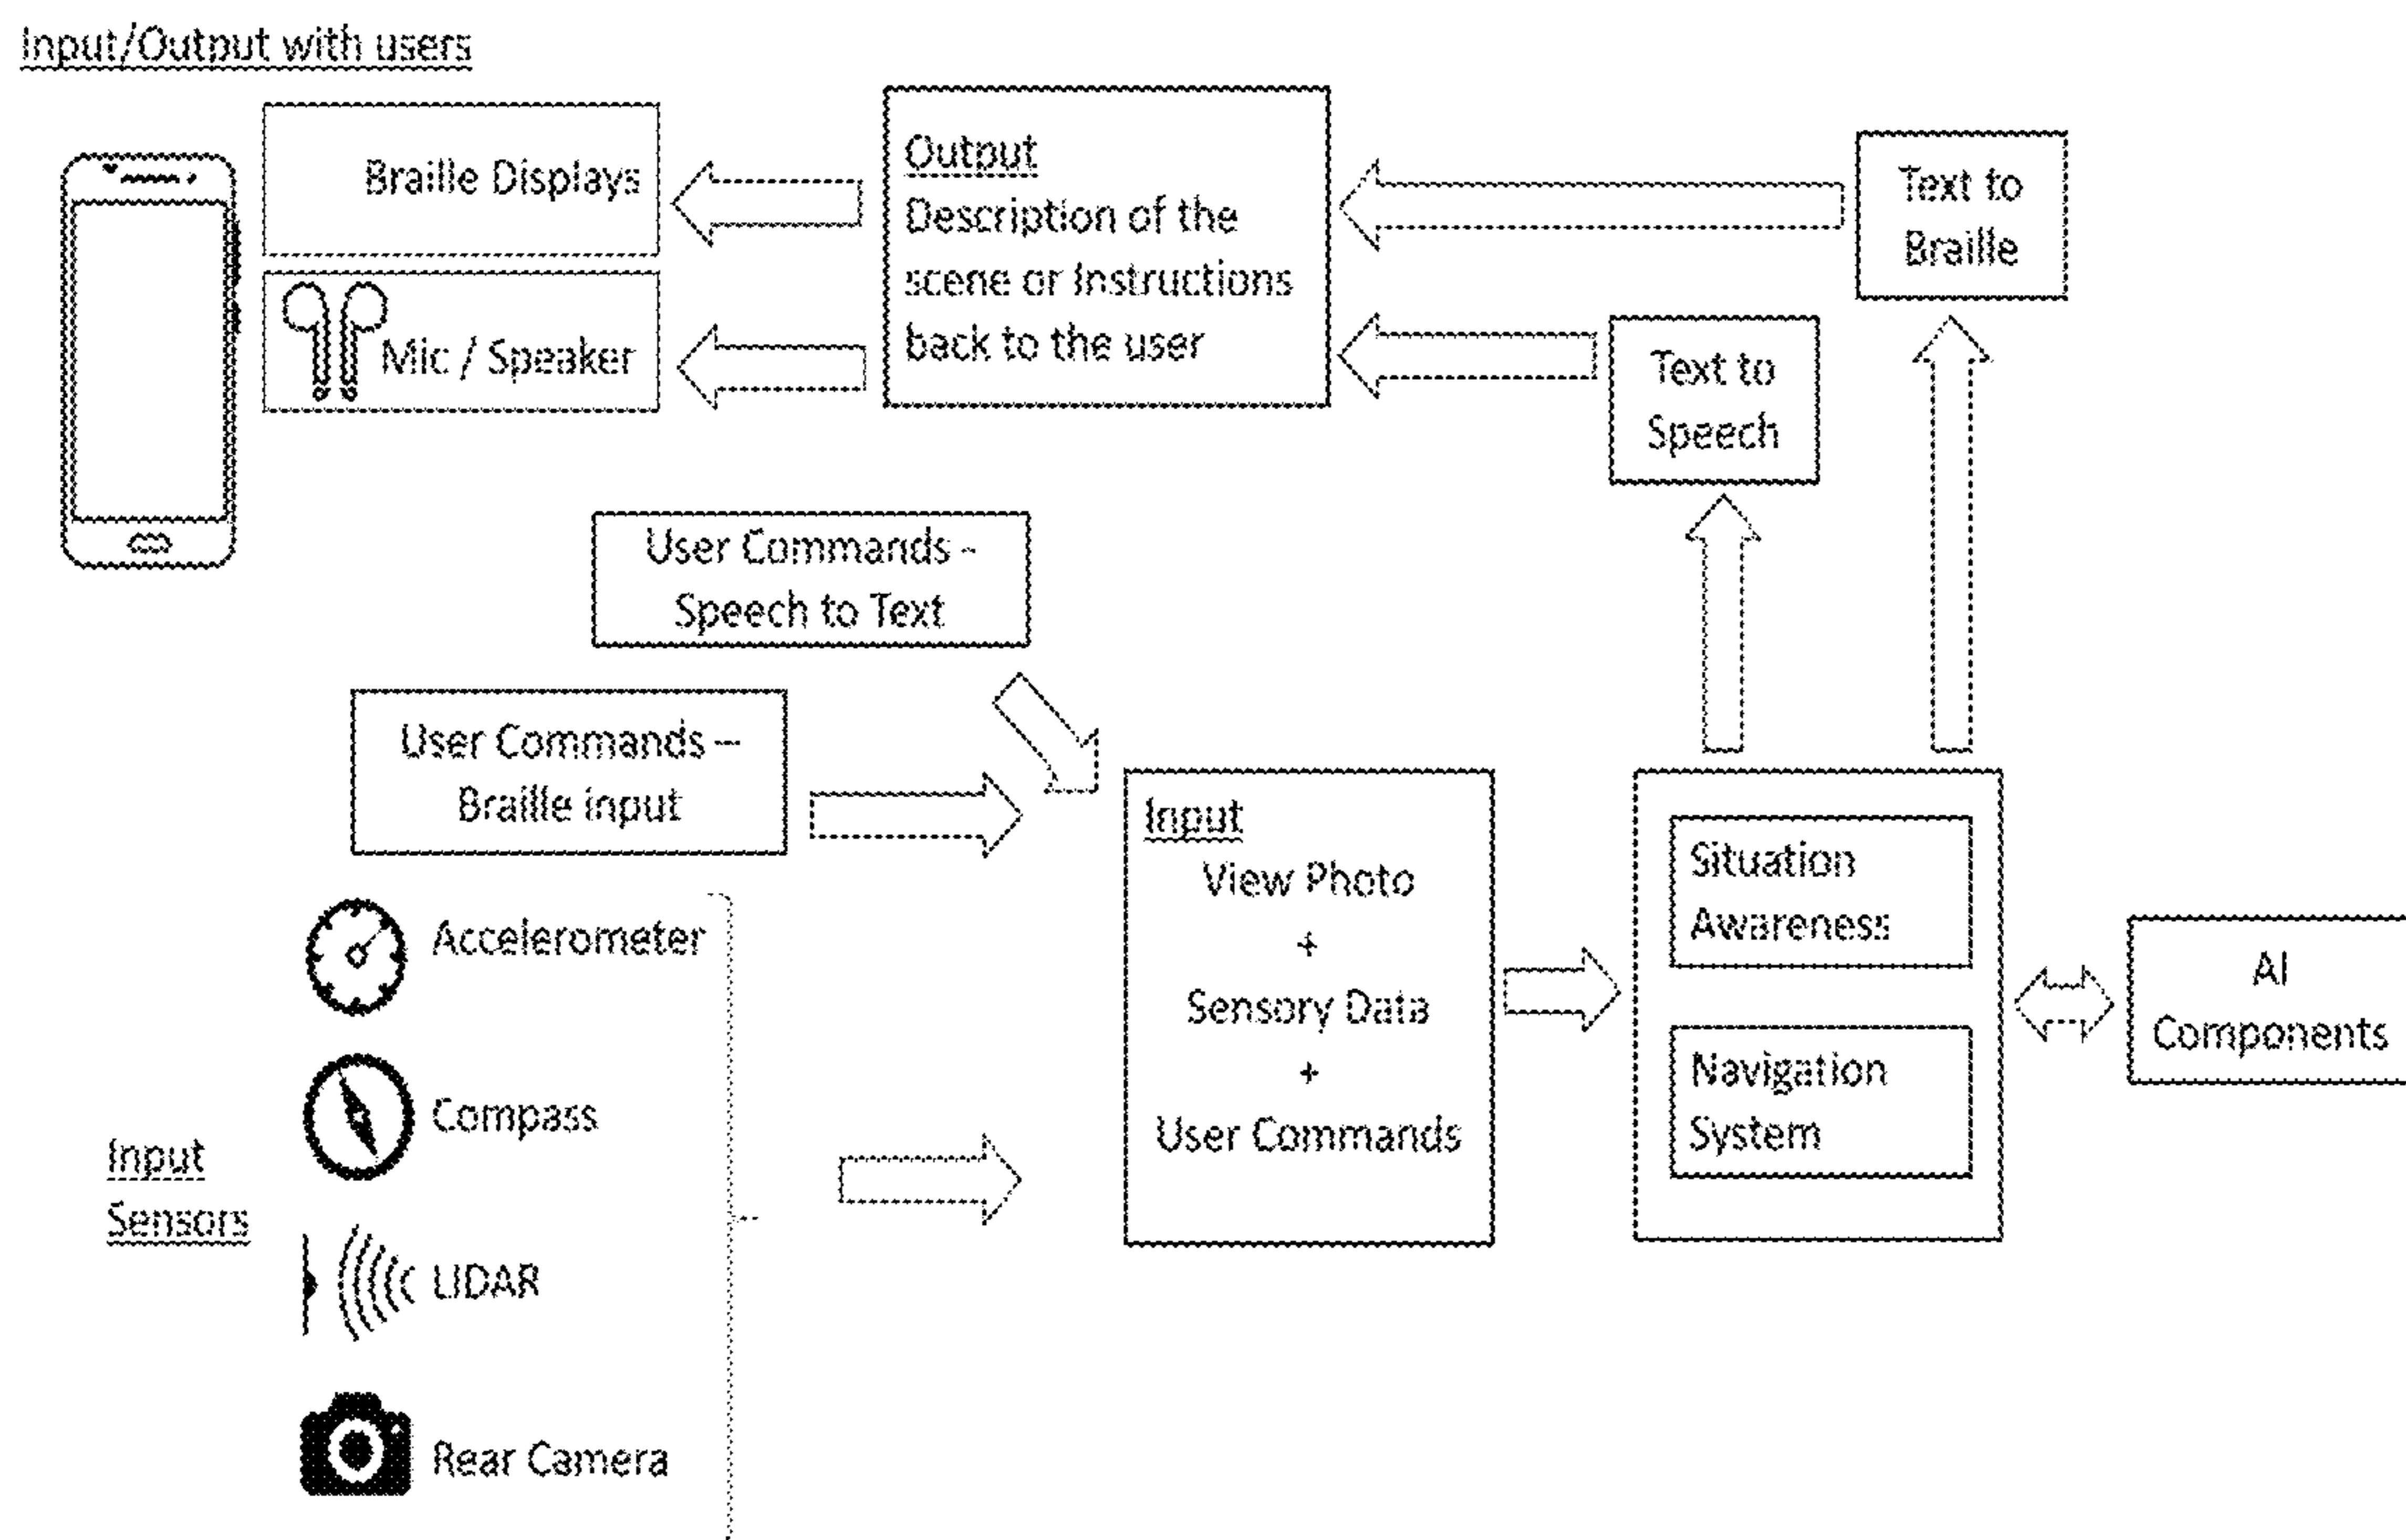 Input/Output with users
Braille Displays
Mic / Speaker
Output
Description of the
scene or Instructions
back to the user
Text to
Braille
Text to
Speech
User Commands -
Speech to Text
User Commands –
Braille input
Input
View Photo
+
Sensory Data
+
User Commands
Situation
Awareness
Navigation
System
AI
Components
Input
Sensors
Accelerometer
Compass
LIDAR
Rear Camera